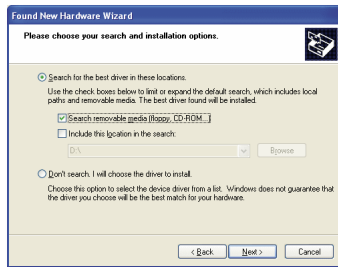 Found New Hardware Wizard
Please choose your search and installation options.
Search for the best driver in these locations.
Use the check boxes below to limit or expand the default search, which includes local
paths and removable media. The best driver found will be installed.
Search removable media (floppy, CD-ROM...)
Include this location in the search:
D:\
Browse
Don't search. I will choose the driver to install.
Choose this option to select the device driver from a list. Windows does not guarantee that
the driver you choose will be the best match for your hardware.
< Back
Next >
Cancel